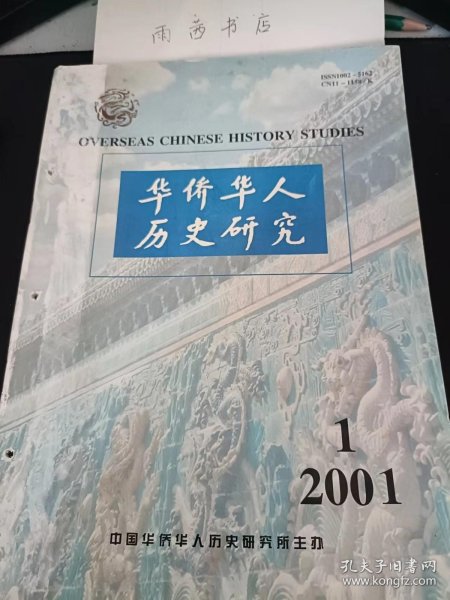 雨茜书店
ISSN1002-5162
CN11-1158/K
OVERSEAS CHINESE HISTORY STUDIES
华侨华人
历史研究
1
2001
中国华侨华人历史研究所主办
孔夫子旧书网
www.kongfz.com